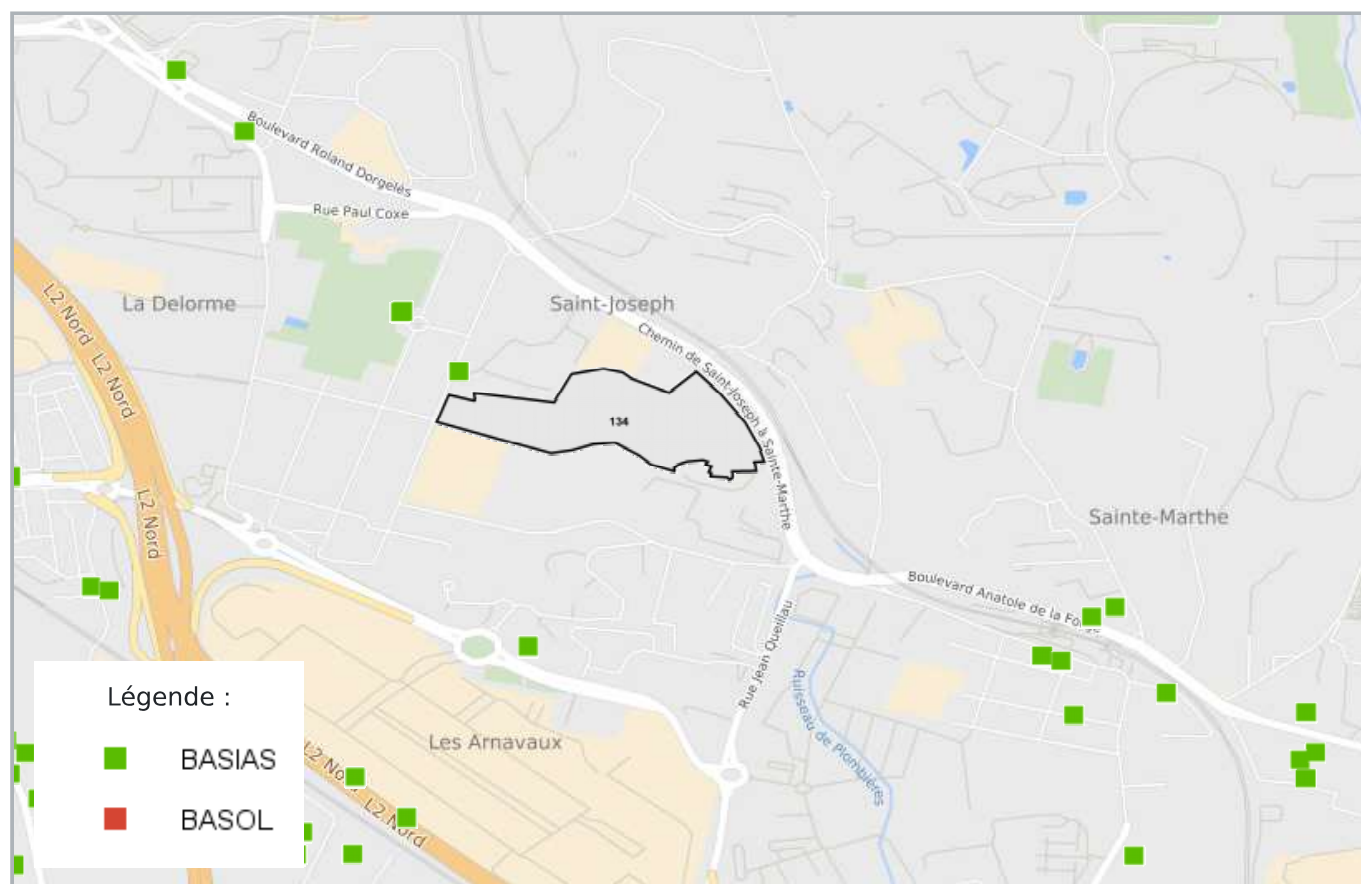 Boulevard Roland Dorgelès
Rue Paul Coxe
La Delorme
Saint-Joseph
L2 Nord
L2 Nord
Chemin de Saint-Joseph à Sainte-Marthe
134
L2 Nord
Sainte-Marthe
Boulevard Anatole de la Forge
Rue Jean Queillau
Ruisseau de Plombières
Les Arnavaux
L2 Nord
L2 Nord
Légende :
BASIAS
BASOL